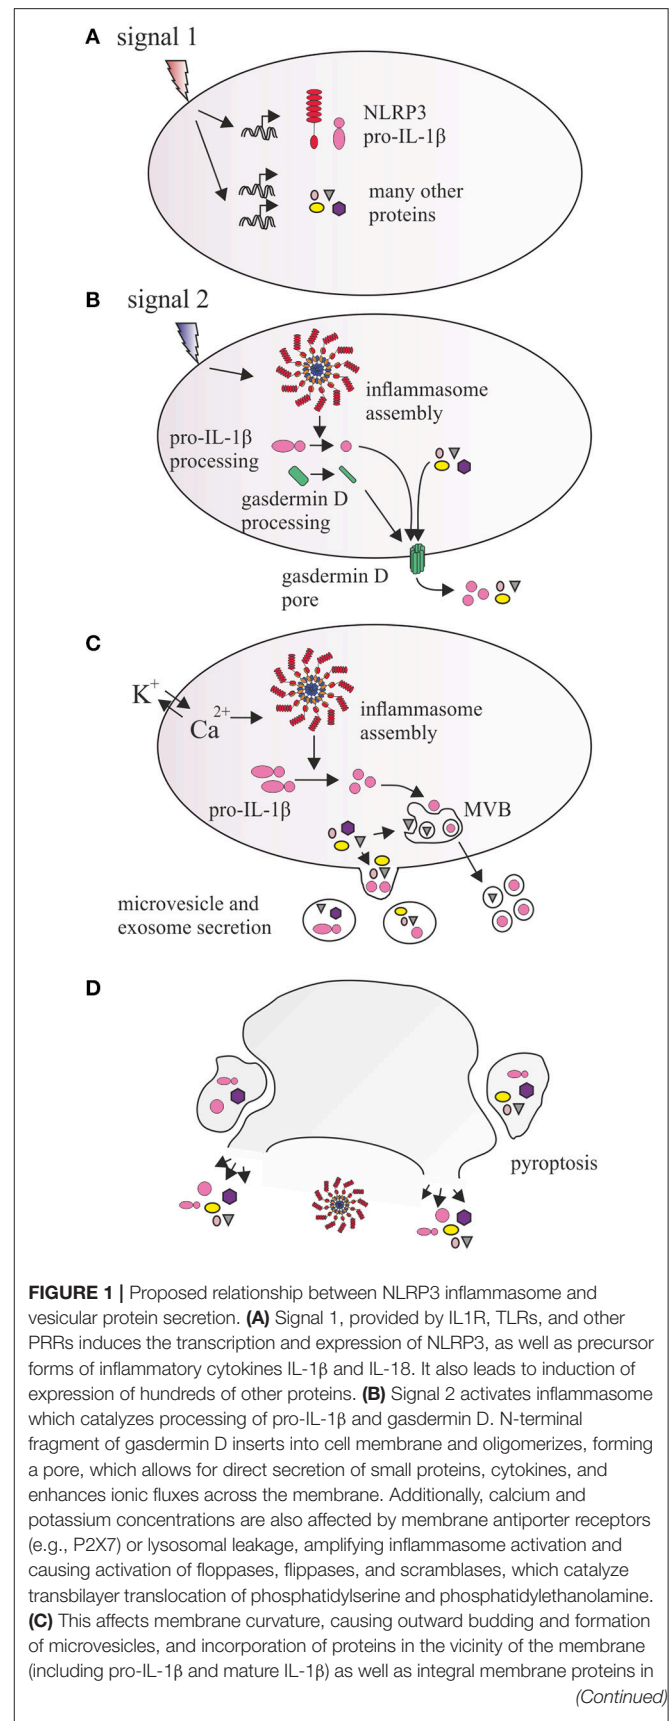 A signal 1
NLRP3
pro-IL-1β
many other
proteins
B signal 2
inflammasome
assembly
pro-IL-1β
processing
gasdermin D
processing
gasdermin D
pore
C
K+
Ca2+
inflammasome
assembly
pro-IL-1β
MVB
microvesicle and
exosome secretion
D
pyroptosis
FIGURE 1 | Proposed relationship between NLRP3 inflammasome and
vesicular protein secretion. (A) Signal 1, provided by IL1R, TLRs, and other
PRRs induces the transcription and expression of NLRP3, as well as precursor
forms of inflammatory cytokines IL-1β and IL-18. It also leads to induction of
expression of hundreds of other proteins. (B) Signal 2 activates inflammasome
which catalyzes processing of pro-IL-1β and gasdermin D. N-terminal
fragment of gasdermin D inserts into cell membrane and oligomerizes, forming
a pore, which allows for direct secretion of small proteins, cytokines, and
enhances ionic fluxes across the membrane. Additionally, calcium and
potassium concentrations are also affected by membrane antiporter receptors
(e.g., P2X7) or lysosomal leakage, amplifying inflammasome activation and
causing activation of floppases, flippases, and scramblases, which catalyze
transbilayer translocation of phosphatidylserine and phosphatidylethanolamine.
(C) This affects membrane curvature, causing outward budding and formation
of microvesicles, and incorporation of proteins in the vicinity of the membrane
(including pro-IL-1β and mature IL-1β) as well as integral membrane proteins in
(Continued)